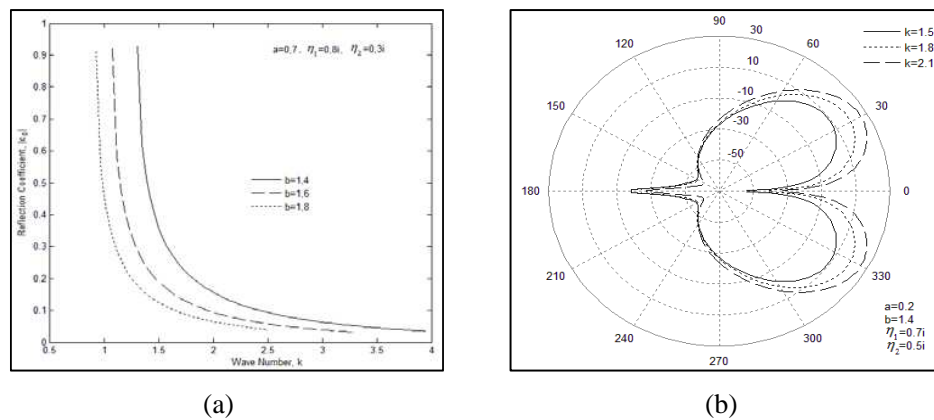 a=0.7, η1=0.8i, η2=0.3i
Reflection Coefficient, |c0|
1
0.9
0.8
0.7
0.6
0.5
0.4
0.3
0.2
0.1
0
b=1.4
b=1.6
b=1.8
0.5 1 1.5 2 2.5 3 3.5 4
Wave Number, k
(a)
90
120 60
150 30
180 0
210 330
240 300
270
30
10
-10
-30
-50
k=1.5
k=1.8
k=2.1
a=0.2
b=1.4
η1=0.7i
η2=0.5i
(b)